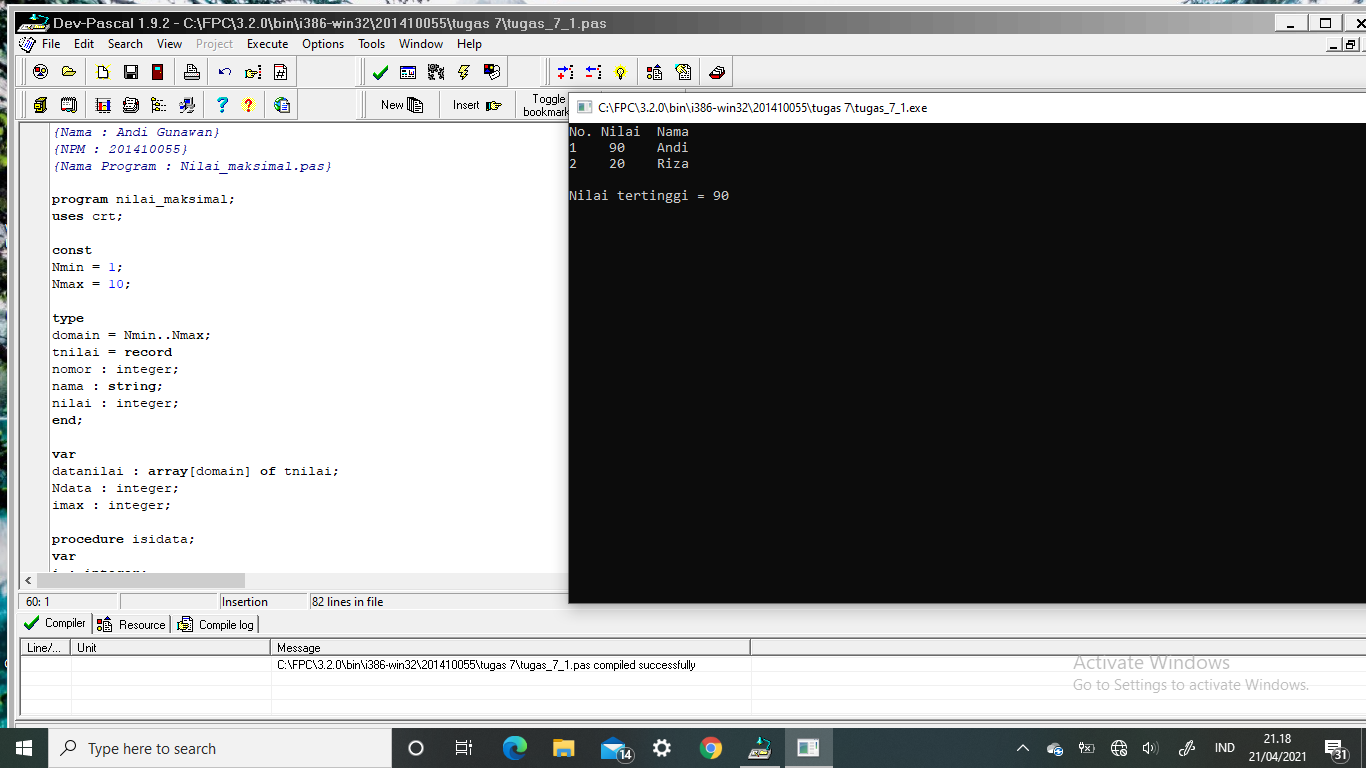 Dev-Pascal 1.9.2 - C:\FPC\3.2.0\bin\i386-win32\201410055\tugas 7\tugas_7_1.pas
File Edit Search View Project Execute Options Tools Window Help
New Insert Toggle
bookmark
C:\FPC\3.2.0\bin\i386-win32\201410055\tugas 7\tugas_7_1.exe
{Nama : Andi Gunawan}
{NPM : 201410055}
{Nama Program : Nilai_maksimal.pas}
program nilai_maksimal;
uses crt;
const
Nmin = 1;
Nmax = 10;
type
domain = Nmin..Nmax;
tnilai = record
nomor : integer;
nama : string;
nilai : integer;
end;
var
datanilai : array[domain] of tnilai;
Ndata : integer;
imax : integer;
procedure isidata;
var
No. Nilai Nama
1 90 Andi
2 20 Riza
Nilai tertinggi = 90
60: 1 Insertion 82 lines in file
Compiler Resource Compile log
Line/... Unit Message
C:\FPC\3.2.0\bin\i386-win32\201410055\tugas 7\tugas_7_1.pas compiled successfully
Activate Windows
Go to Settings to activate Windows.
Type here to search
14
IND
21.18
21/04/2021
31